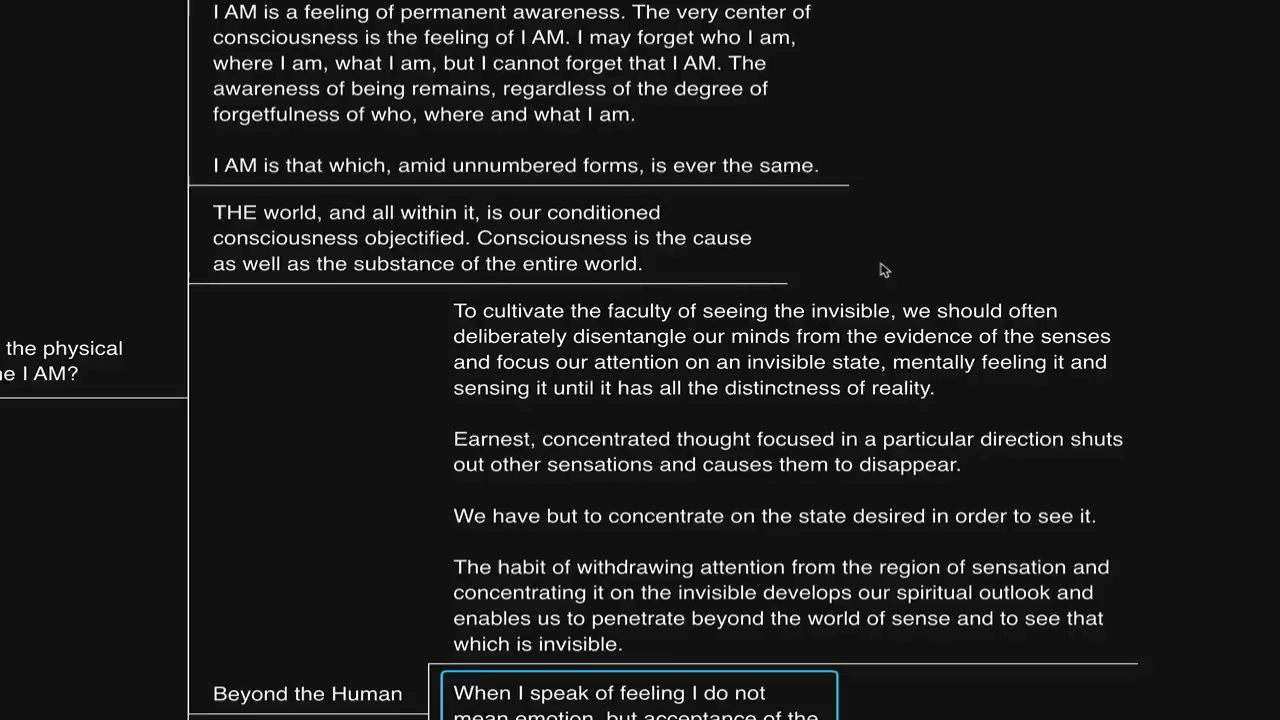 I AM is a feeling of permanent awareness. The very center of
consciousness is the feeling of I AM. I may forget who I am,
where I am, what I am, but I cannot forget that I AM. The
awareness of being remains, regardless of the degree of
forgetfulness of who, where and what I am.
I AM is that which, amid unnumbered forms, is ever the same.
THE world, and all within it, is our conditioned
consciousness objectified. Consciousness is the cause
as well as the substance of the entire world.
the physical
I AM?
To cultivate the faculty of seeing the invisible, we should often
deliberately disentangle our minds from the evidence of the senses
and focus our attention on an invisible state, mentally feeling it and
sensing it until it has all the distinctness of reality.
Earnest, concentrated thought focused in a particular direction shuts
out other sensations and causes them to disappear.
We have but to concentrate on the state desired in order to see it.
The habit of withdrawing attention from the region of sensation and
concentrating it on the invisible develops our spiritual outlook and
enables us to penetrate beyond the world of sense and to see that
which is invisible.
Beyond the Human
When I speak of feeling I do not
mean emotion, but acceptance of the